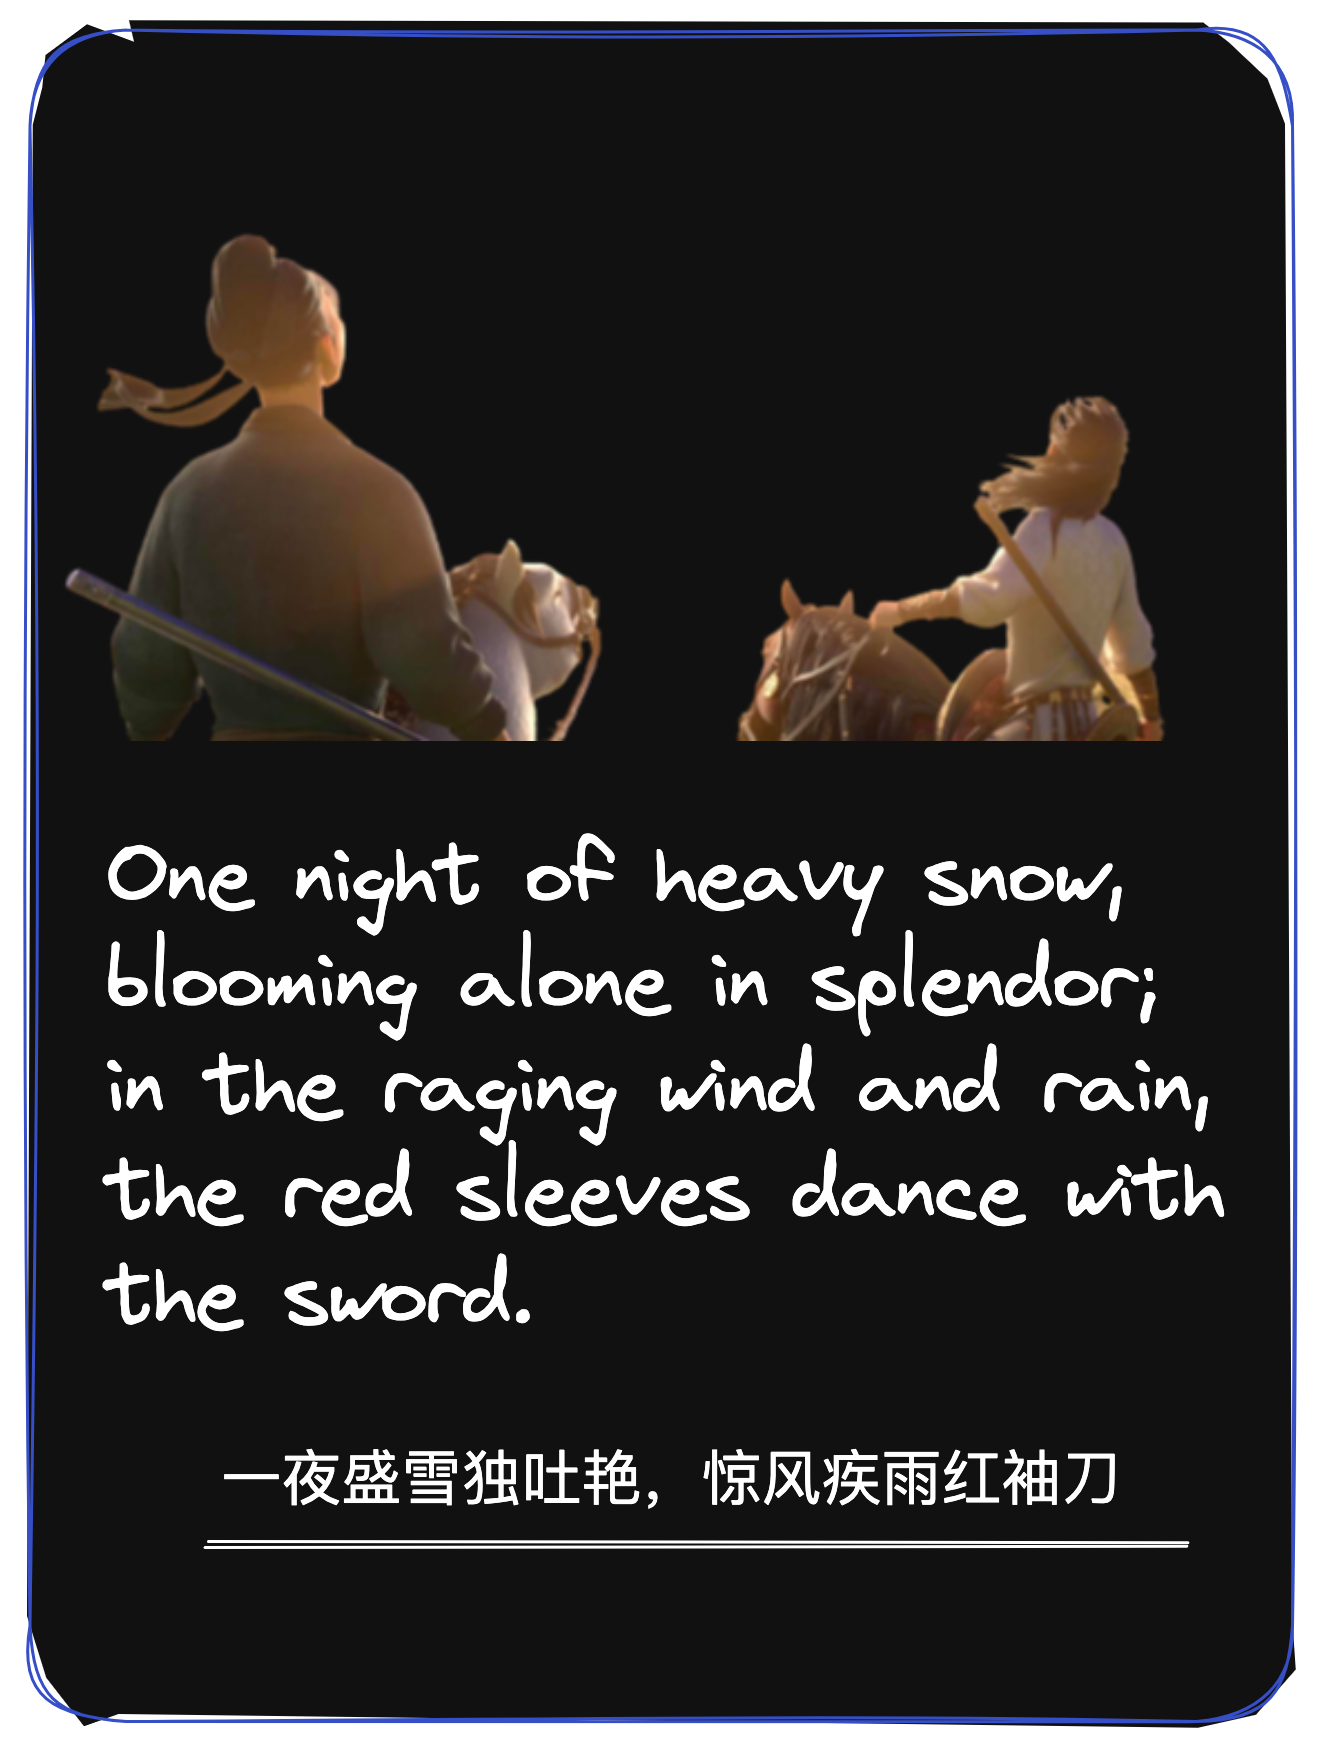 One night of heavy snow,
blooming alone in splendor;
in the raging wind and rain,
the red sleeves dance with
the sword.
一夜盛雪独吐艳，惊风疾雨红袖刀